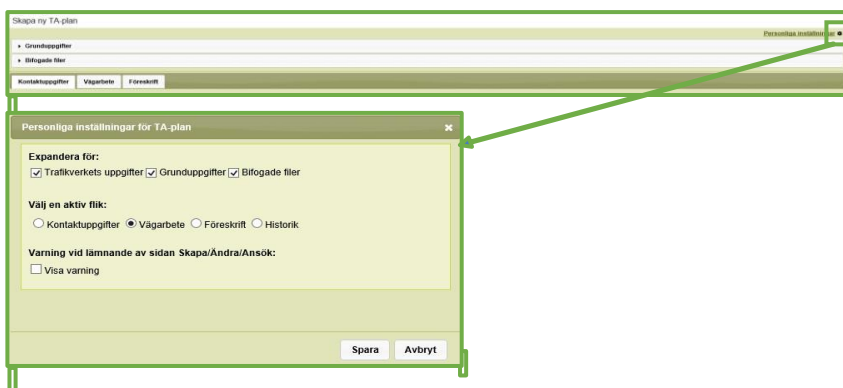 Skapa ny TA-plan
Personliga inställningar
Grunduppgifter
Bifogade filer
Kontaktuppgifter Vägarbete Föreskrift
Personliga inställningar för TA-plan
Expandera för:
Trafikverkets uppgifter Grunduppgifter Bifogade filer
Välj en aktiv flik:
Kontaktuppgifter Vägarbete Föreskrift Historik
Varning vid lämnande av sidan Skapa/Ändra/Ansök:
Visa varning
Spara Avbryt